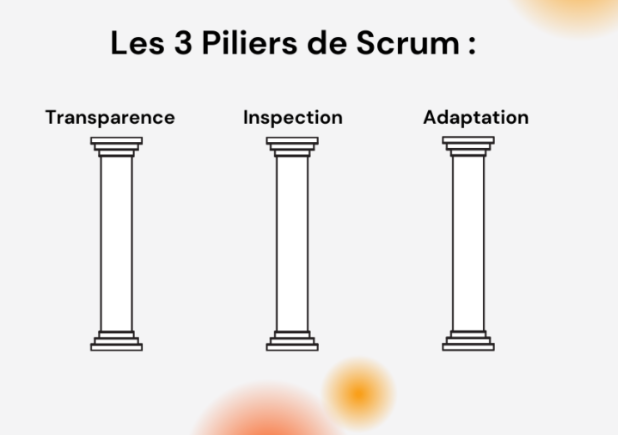 Les 3 Piliers de Scrum :
Transparence
Inspection
Adaptation